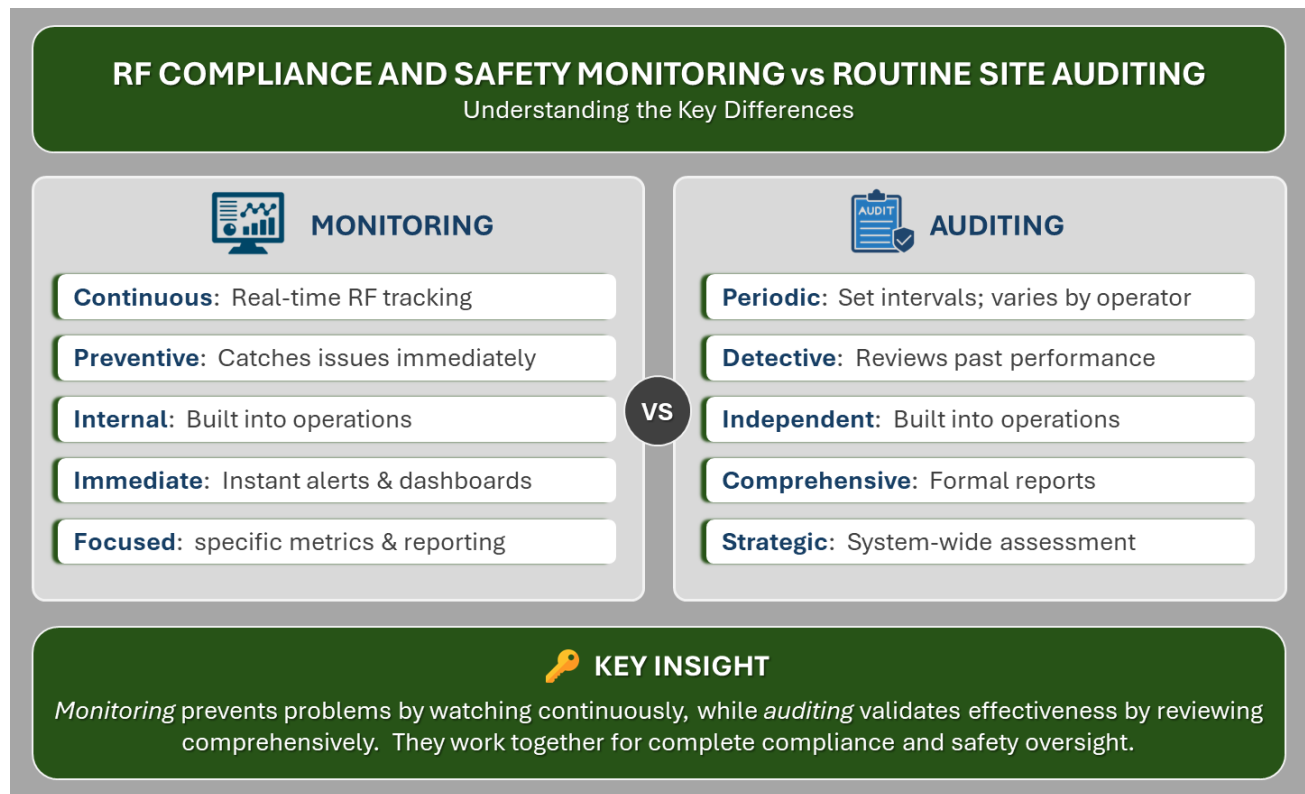 RF COMPLIANCE AND SAFETY MONITORING vs ROUTINE SITE AUDITING
Understanding the Key Differences
MONITORING
Continuous: Real-time RF tracking
Preventive: Catches issues immediately
Internal: Built into operations
Immediate: Instant alerts & dashboards
Focused: specific metrics & reporting
VS
AUDIT
AUDITING
Periodic: Set intervals; varies by operator
Detective: Reviews past performance
Independent: Built into operations
Comprehensive: Formal reports
Strategic: System-wide assessment
KEY INSIGHT
Monitoring prevents problems by watching continuously, while auditing validates effectiveness by reviewing
comprehensively. They work together for complete compliance and safety oversight.